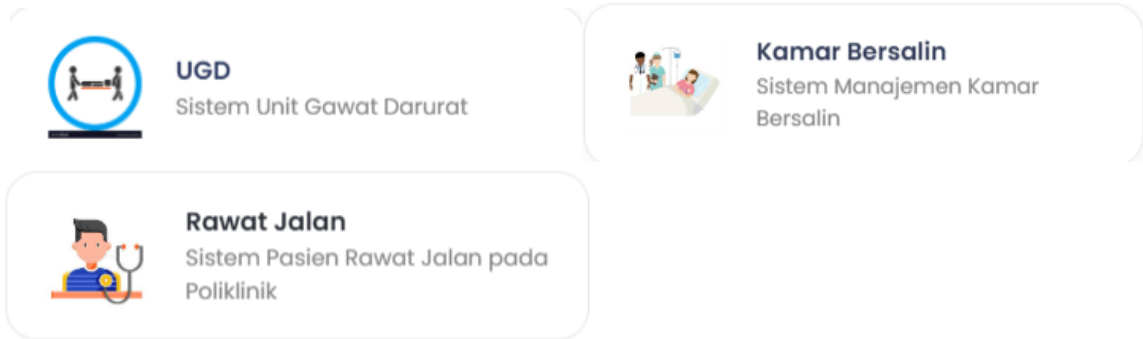 UGD
Sistem Unit Gawat Darurat
Kamar Bersalin
Sistem Manajemen Kamar
Bersalin
Rawat Jalan
Sistem Pasien Rawat Jalan pada
Poliklinik